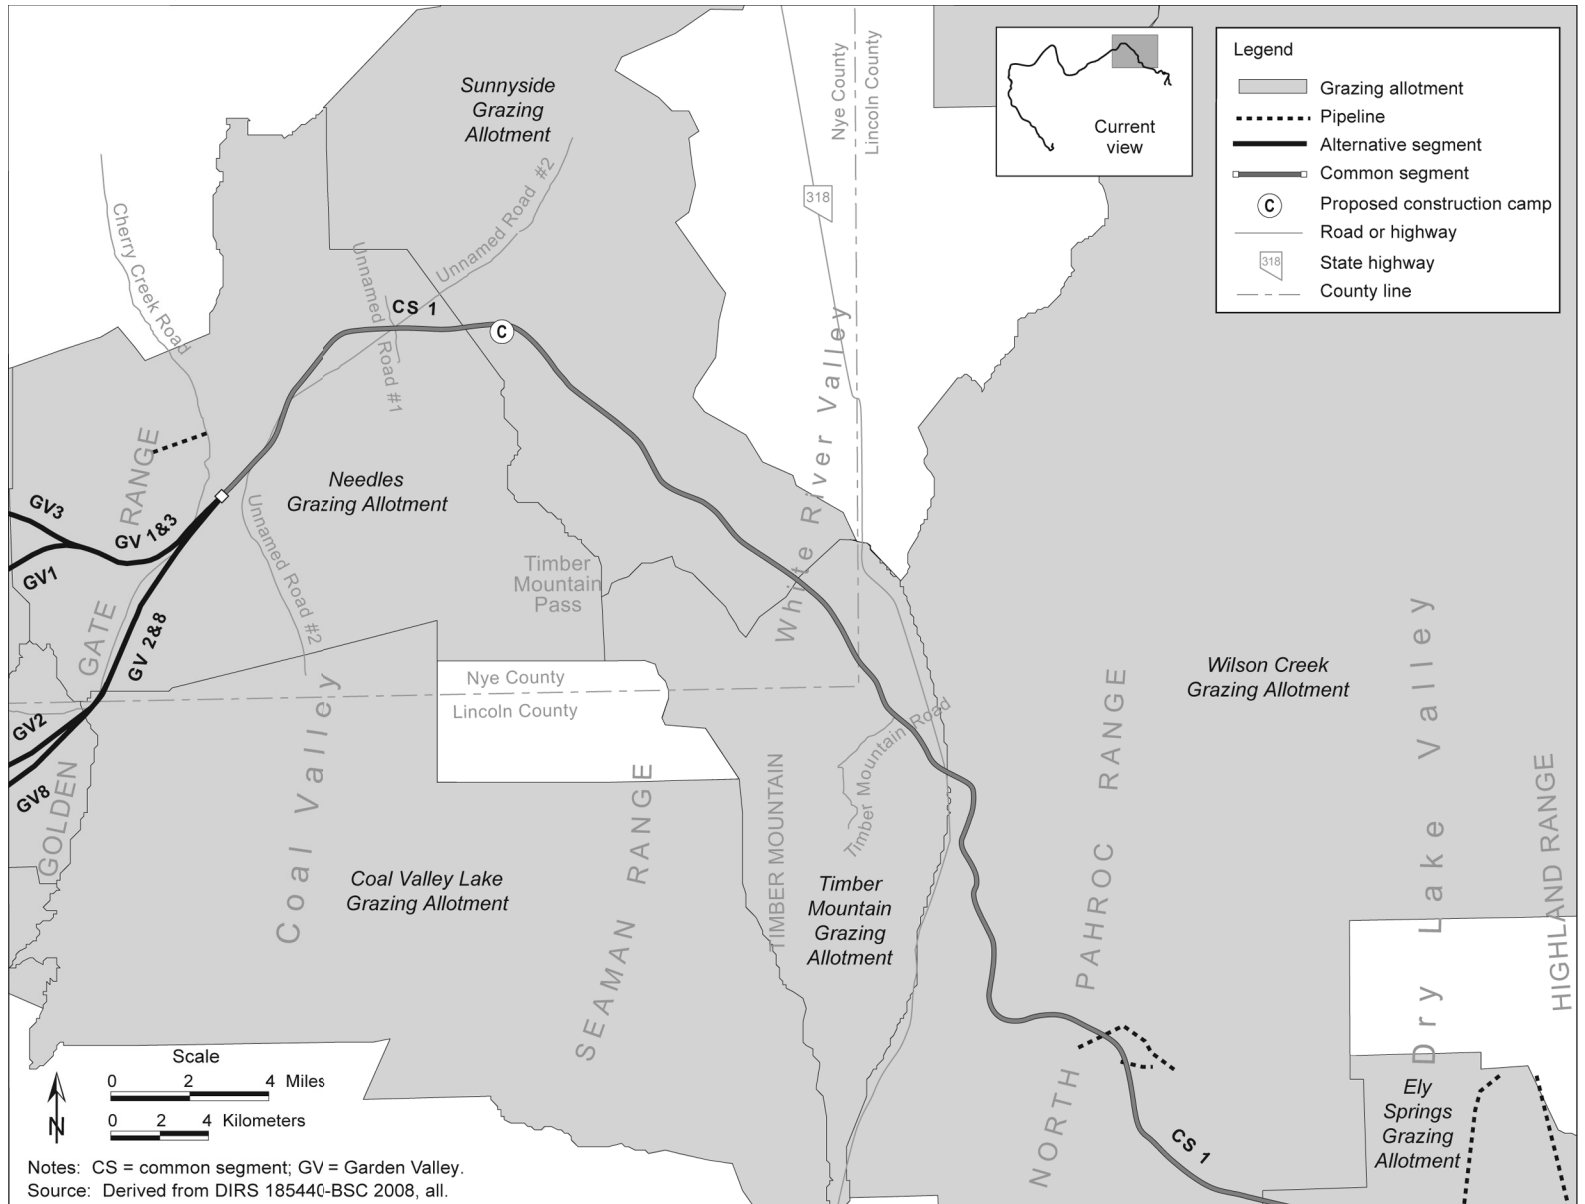 Sunnyside
Grazing
Allotment
Nye County
Lincoln County
318
Current
view
Legend
Grazing allotment
Pipeline
Alternative segment
Common segment
C
Proposed construction camp
Road or highway
318
State highway
County line
Cherry Creek Road
Unnamed Road #2
Unnamed Road #1
CS 1
C
White River Valley
GATE RANGE
GOLDEN
Needles
Grazing Allotment
GV3
GV 1&3
GV1
Unnamed Road #2
GV 2&8
Timber
Mountain
Pass
Wilson Creek
Grazing Allotment
Nye County
Lincoln County
GV2
GV8
Coal Valley
Timber Mountain Road
TIMBER MOUNTAIN
SEAMAN RANGE
NORTH PAHROC RANGE
Dry Lake Valley
HIGHLAND RANGE
Coal Valley Lake
Grazing Allotment
Timber
Mountain
Grazing
Allotment
Ely
Springs
Grazing
Allotment
CS 1
Scale
0 2 4 Miles
0 2 4 Kilometers
N
Notes: CS = common segment; GV = Garden Valley.
Source: Derived from DIRS 185440-BSC 2008, all.